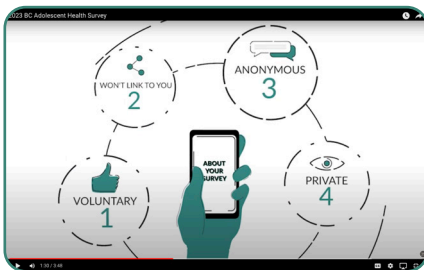 2023 BC Adolescent Health Survey
ANONYMOUS
3
WON'T LINK TO YOU
2
ABOUT
YOUR
SURVEY
PRIVATE
4
VOLUNTARY
1
1:30 / 5:48